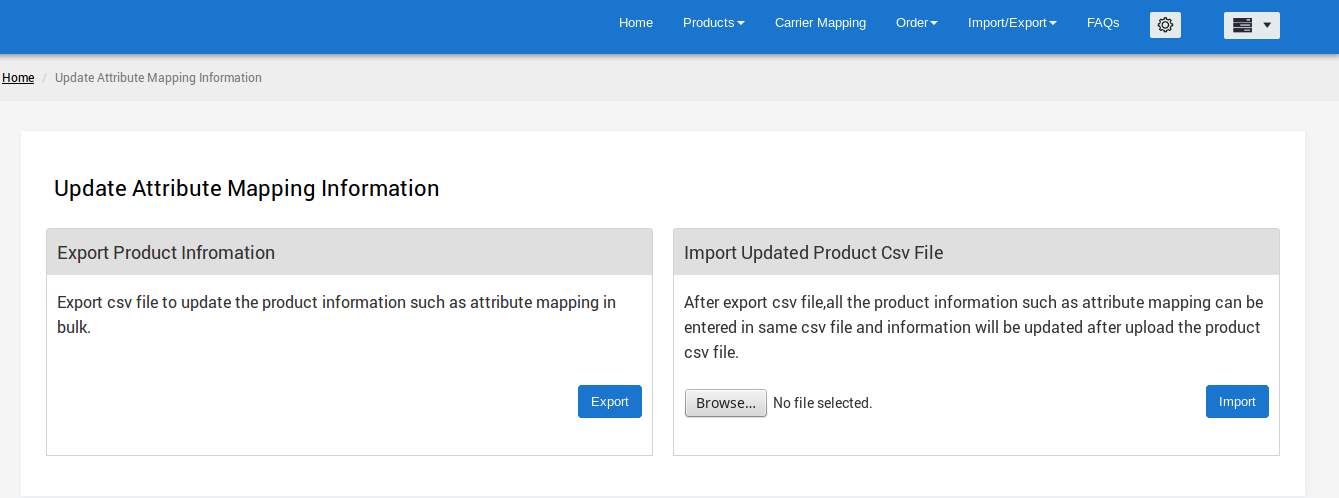 Home Products Carrier Mapping Order Import/Export FAQs
Home / Update Attribute Mapping Information
Update Attribute Mapping Information
Export Product Infromation
Export csv file to update the product information such as attribute mapping in
bulk.
Export
Import Updated Product Csv File
After export csv file,all the product information such as attribute mapping can be
entered in same csv file and information will be updated after upload the product
csv file.
Browse... No file selected.
Import